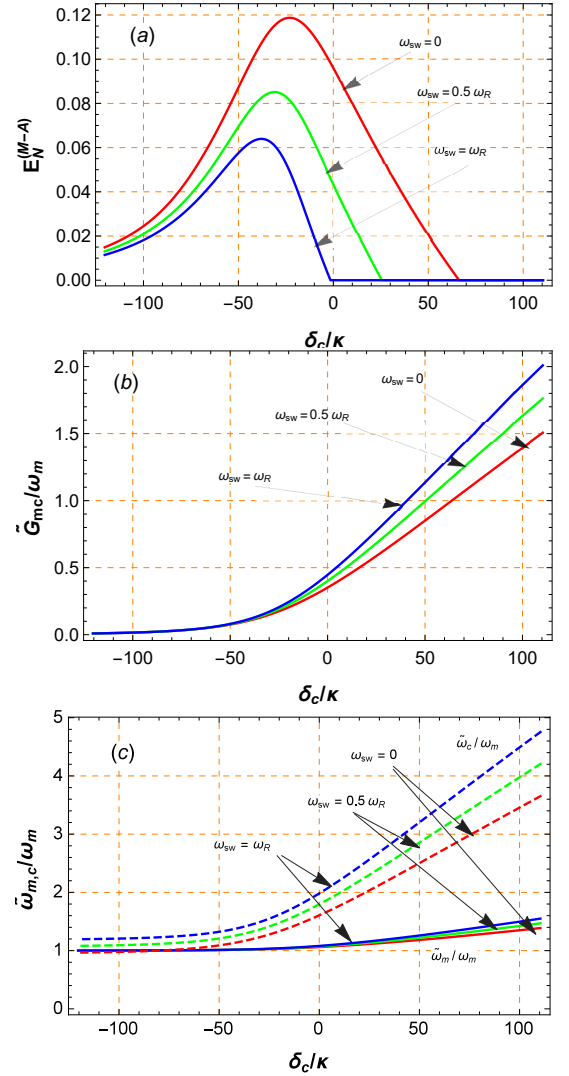 0.12
(a)
ω_sw = 0
0.10
ω_sw = 0.5 ω_R
0.08
E_N^(M−A)
0.06
ω_sw = ω_R
0.04
0.02
0.00
−100 −50 0 50 100
δ_c/κ
2.0
(b)
ω_sw = 0
ω_sw = 0.5 ω_R
1.5
ω_sw = ω_R
G̃_mc/ω_m
1.0
0.5
0.0
−100 −50 0 50 100
δ_c/κ
5
(c)
ω_sw = 0
ω̃_c/ω_m
4
ω_sw = 0.5 ω_R
ω̃_m,c/ω_m
3
ω_sw = ω_R
2
1
ω̃_m/ω_m
0
−100 −50 0 50 100
δ_c/κ